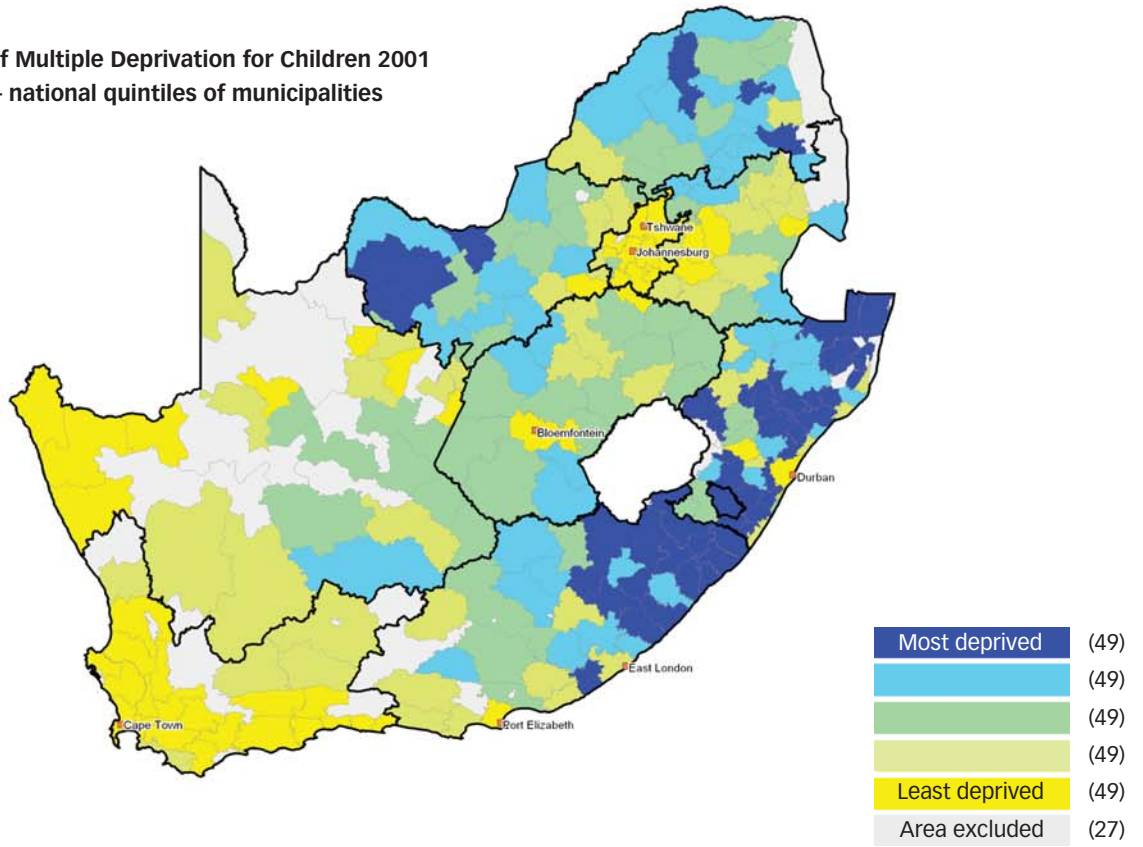 f Multiple Deprivation for Children 2001
- national quintiles of municipalities
Tshwane
Johannesburg
Bloemfontein
Durban
East London
Port Elizabeth
Cape Town
Most deprived (49)
(49)
(49)
(49)
Least deprived (49)
Area excluded (27)